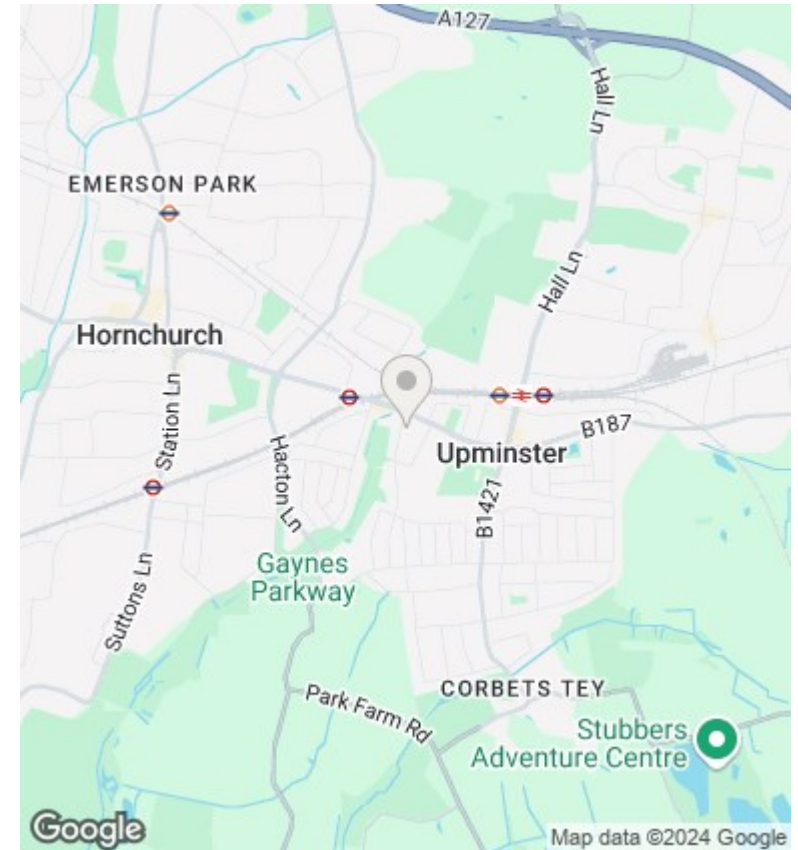 A127
Hall Ln
EMERSON PARK
Hall Ln
Hornchurch
Station Ln
B187
Upminster
Hacton Ln
B1421
Gaynes
Parkway
Suttons Ln
CORBETS TEY
Park Farm Rd
Stubbers
Adventure Centre
Google
Map data ©2024 Google